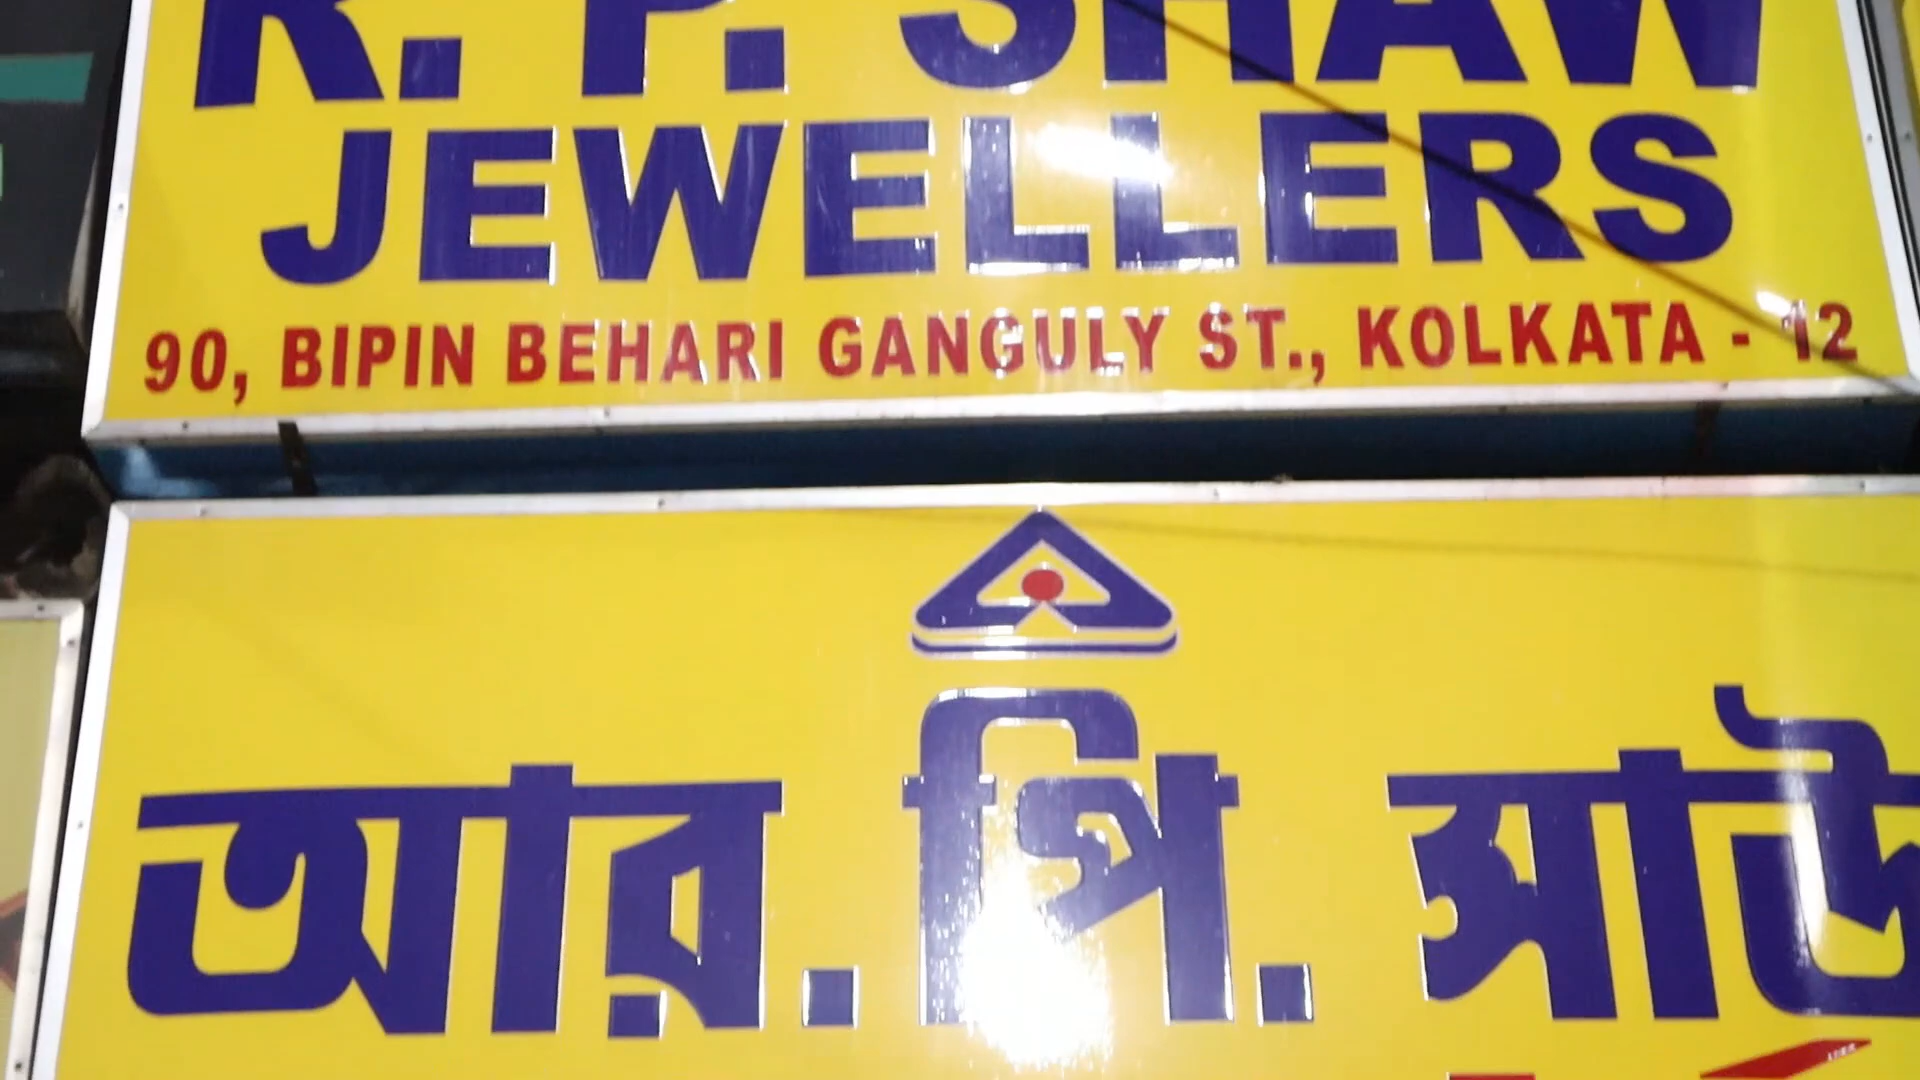 R. P. SHAW
JEWELLERS
90, BIPIN BEHARI GANGULY ST., KOLKATA - 12
আর. পি. সাউ